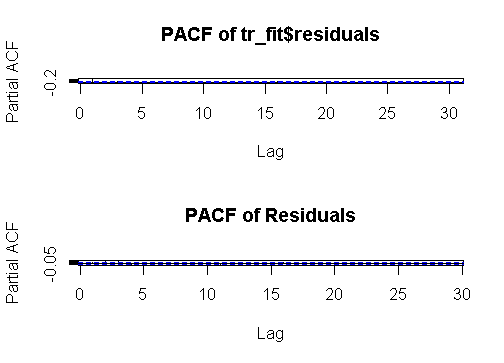 PACF of tr_fit$residuals
Partial ACF
-0.2
0 5 10 15 20 25 30
Lag
PACF of Residuals
Partial ACF
-0.05
0 5 10 15 20 25 30
Lag